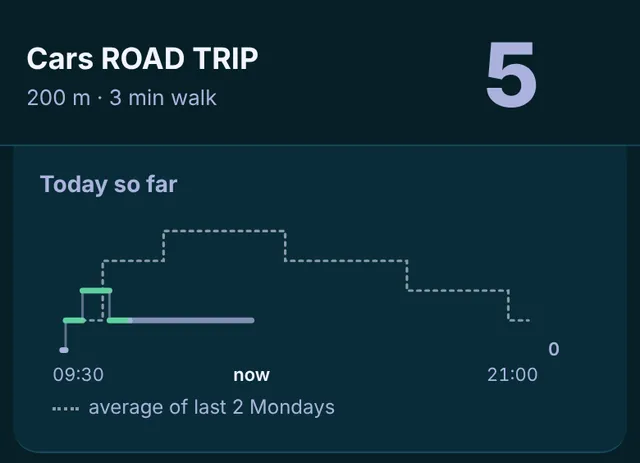 Cars ROAD TRIP
5
200 m · 3 min walk
Today so far
0
09:30
now
21:00
average of last 2 Mondays